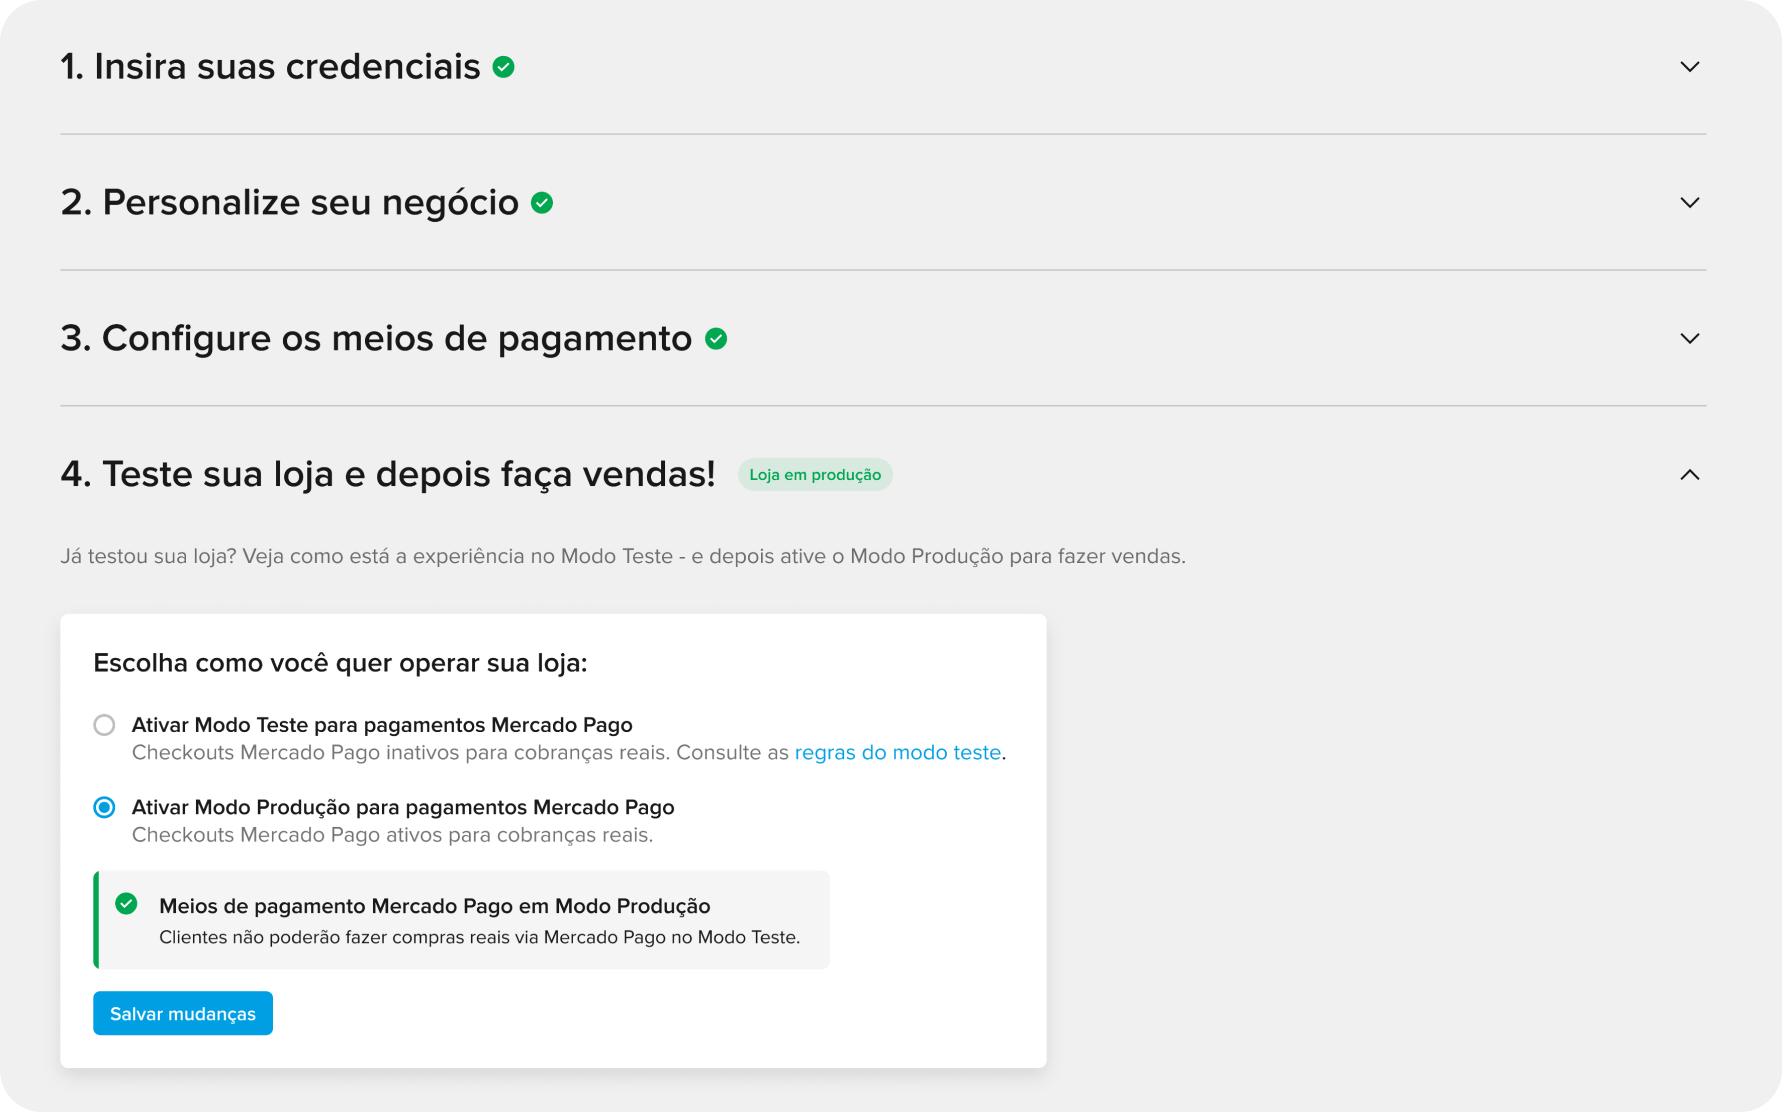 1. Insira suas credenciais
2. Personalize seu negócio
3. Configure os meios de pagamento
4. Teste sua loja e depois faça vendas! Loja em produção
Já testou sua loja? Veja como está a experiência no Modo Teste - e depois ative o Modo Produção para fazer vendas.
Escolha como você quer operar sua loja:
Ativar Modo Teste para pagamentos Mercado Pago
Checkouts Mercado Pago inativos para cobranças reais. Consulte as regras do modo teste.
Ativar Modo Produção para pagamentos Mercado Pago
Checkouts Mercado Pago ativos para cobranças reais.
Meios de pagamento Mercado Pago em Modo Produção
Clientes não poderão fazer compras reais via Mercado Pago no Modo Teste.
Salvar mudanças